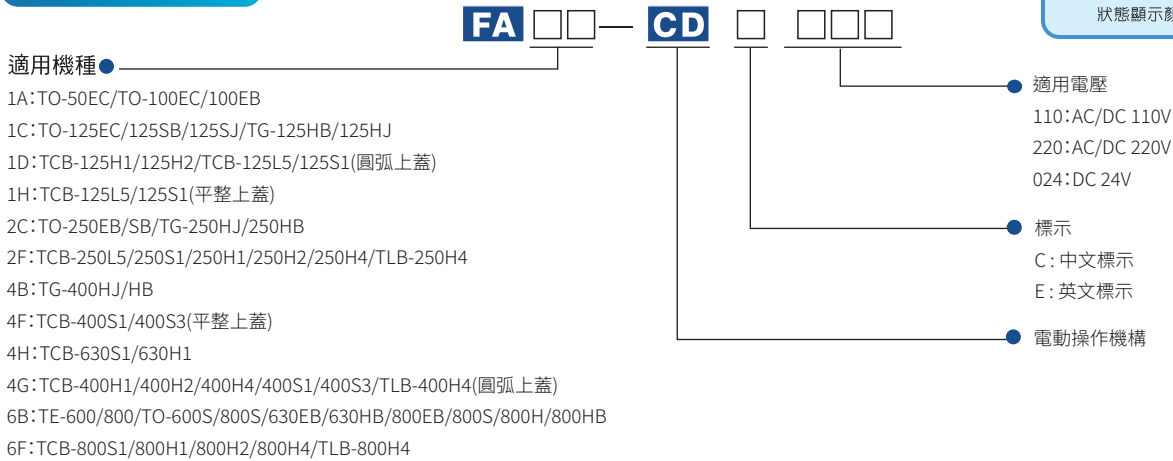 狀態顯示
FA □□— CD □ □□□
適用機種
1A:TO-50EC/TO-100EC/100EB
1C:TO-125EC/125SB/125SJ/TG-125HB/125HJ
1D:TCB-125H1/125H2/TCB-125L5/125S1(圓弧上蓋)
1H:TCB-125L5/125S1(平整上蓋)
2C:TO-250EB/SB/TG-250HJ/250HB
2F:TCB-250L5/250S1/250H1/250H2/250H4/TLB-250H4
4B:TG-400HJ/HB
4F:TCB-400S1/400S3(平整上蓋)
4H:TCB-630S1/630H1
4G:TCB-400H1/400H2/400H4/400S1/400S3/TLB-400H4(圓弧上蓋)
6B:TE-600/800/TO-600S/800S/630EB/630HB/800EB/800S/800H/800HB
6F:TCB-800S1/800H1/800H2/800H4/TLB-800H4
適用電壓
110:AC/DC 110V
220:AC/DC 220V
024:DC 24V
標示
C : 中文標示
E : 英文標示
電動操作機構